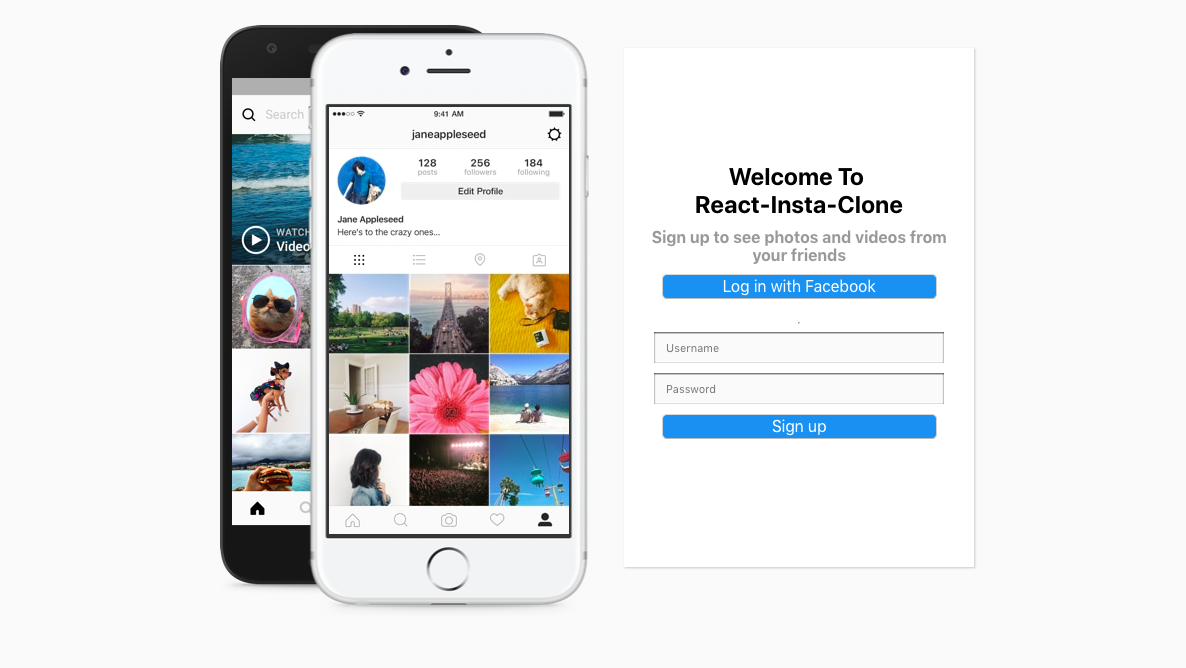 Search
WATCH
Video
9:41 AM
janeappleseed
128
256
184
posts
followers
following
Edit Profile
Jane Appleseed
Here's to the crazy ones...
Welcome To
React-Insta-Clone
Sign up to see photos and videos from
your friends
Log in with Facebook
.
Username
Password
Sign up